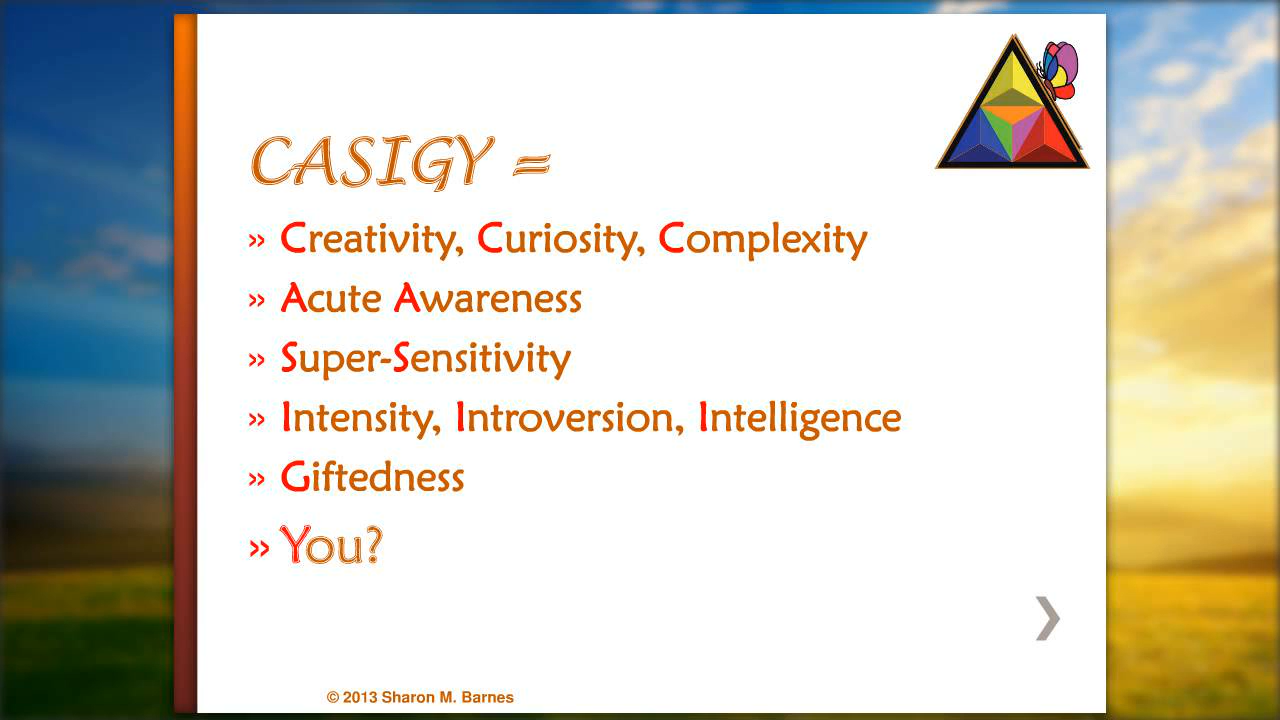 CASIGY =
» Creativity, Curiosity, Complexity
» Acute Awareness
» Super-Sensitivity
» Intensity, Introversion, Intelligence
» Giftedness
» You?
© 2013 Sharon M. Barnes